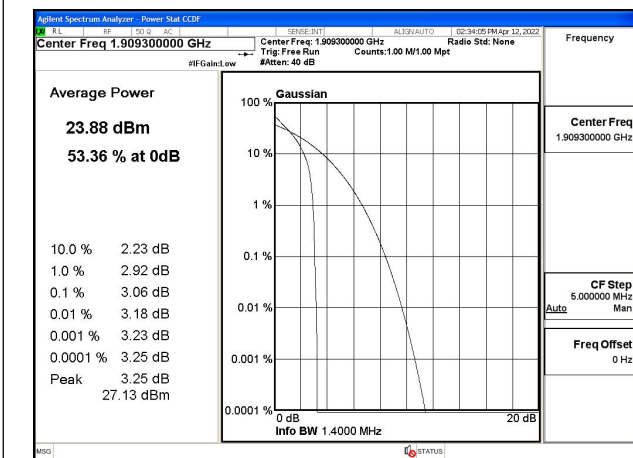 Agilent Spectrum Analyzer - Power Stat CCDF
RL RF 50 Ω AC SENSE:INT ALIGN AUTO 02:34:05 PM Apr 12, 2022
Center Freq 1.909300000 GHz
Center Freq: 1.909300000 GHz Radio Std: None
Trig: Free Run Counts:1.00 M/1.00 Mpt
#IFGain:Low #Atten: 40 dB
Frequency
Average Power
23.88 dBm
53.36 % at 0dB
10.0 % 2.23 dB
1.0 % 2.92 dB
0.1 % 3.06 dB
0.01 % 3.18 dB
0.001 % 3.23 dB
0.0001 % 3.25 dB
Peak 3.25 dB
27.13 dBm
Gaussian
100 %
10 %
1 %
0.1 %
0.01 %
0.001 %
0.0001 %
0 dB 20 dB
Info BW 1.4000 MHz
Center Freq
1.909300000 GHz
CF Step
5.000000 MHz
Auto Man
Freq Offset
0 Hz
MSG STATUS